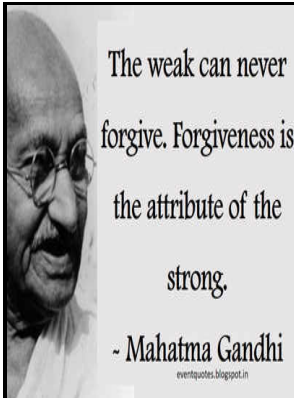 The weak can never
forgive. Forgiveness is
the attribute of the
strong.
~ Mahatma Gandhi
eventquotes.blogspot.in